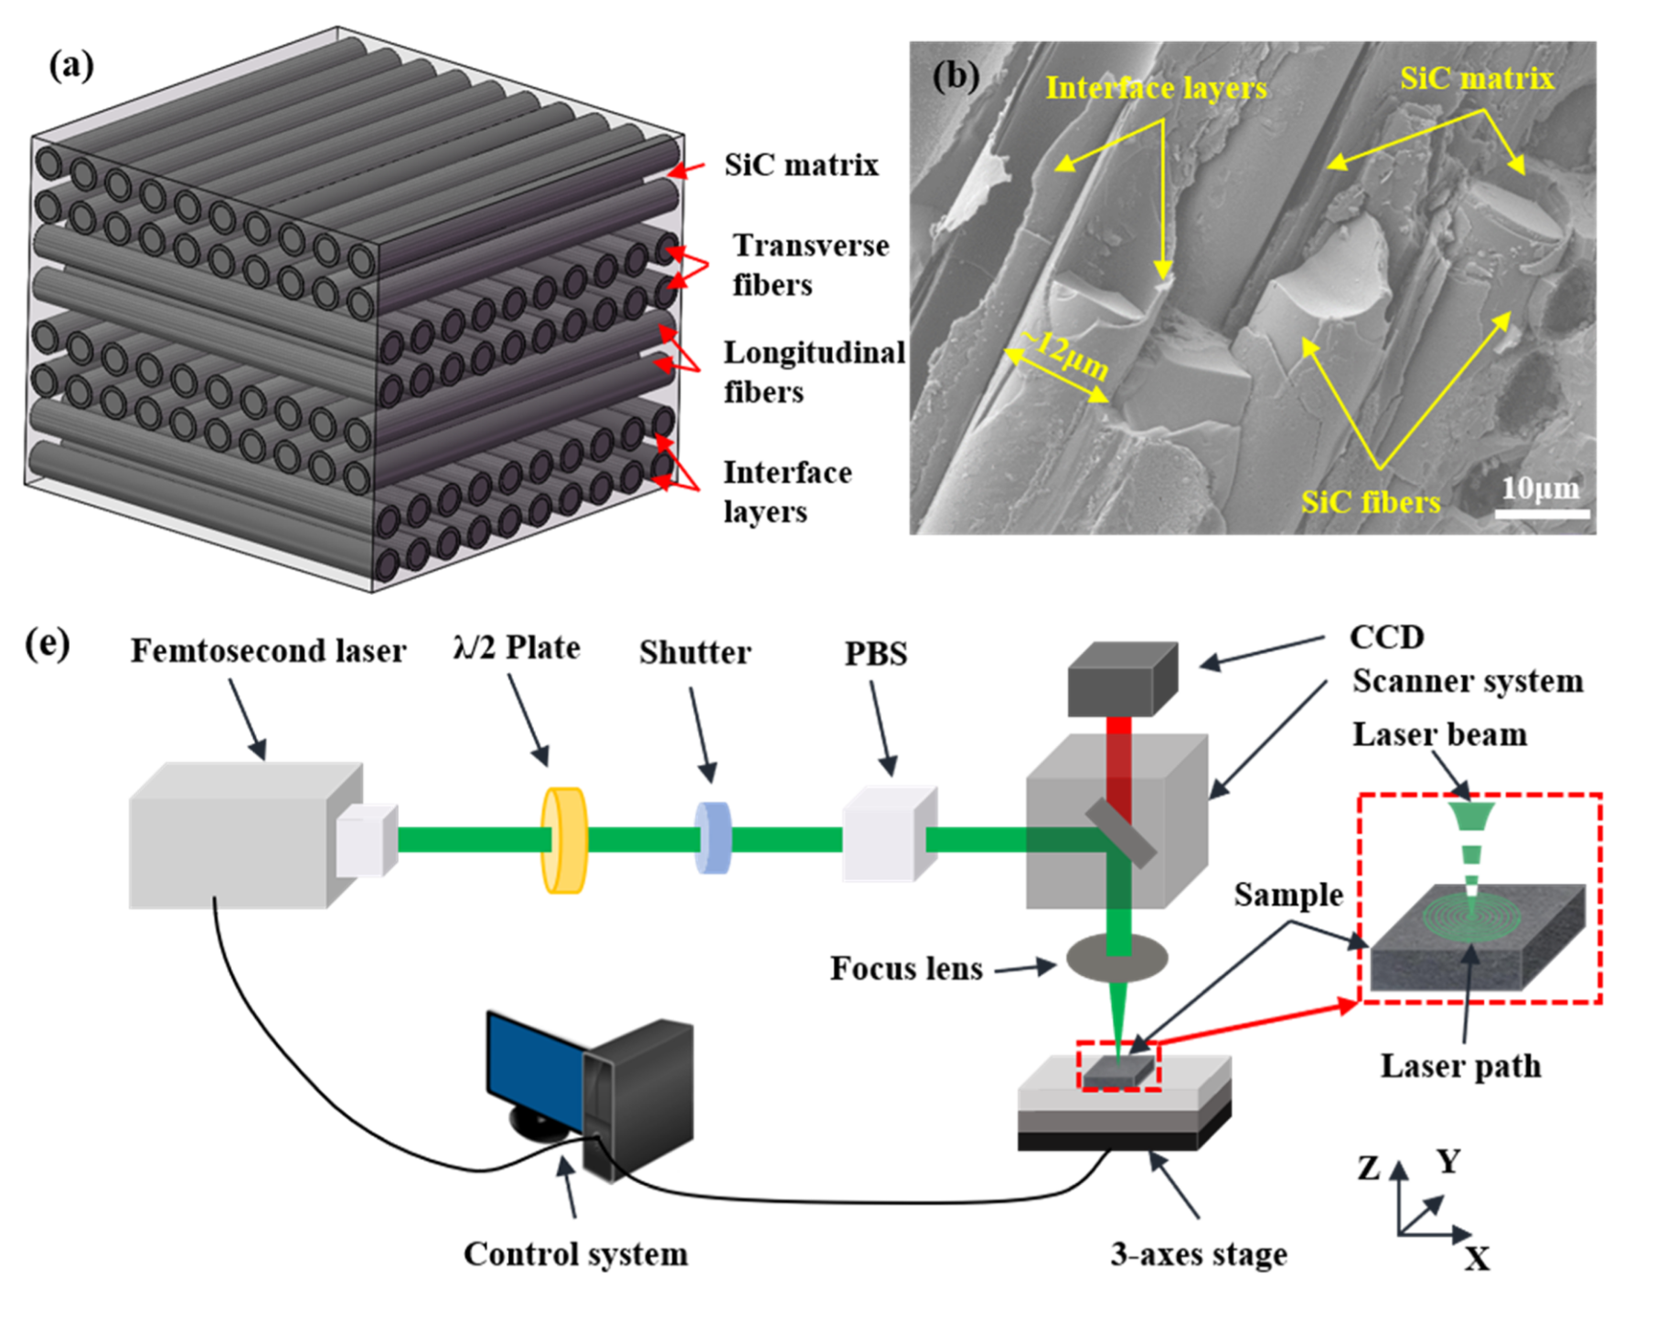 (a)
SiC matrix
Transverse
fibers
Longitudinal
fibers
Interface
layers
(b)
Interface layers
SiC matrix
~12μm
SiC fibers
10μm
(e)
Femtosecond laser
λ/2 Plate
Shutter
PBS
CCD
Scanner system
Laser beam
Sample
Focus lens
Laser path
Control system
3-axes stage
Z
Y
X